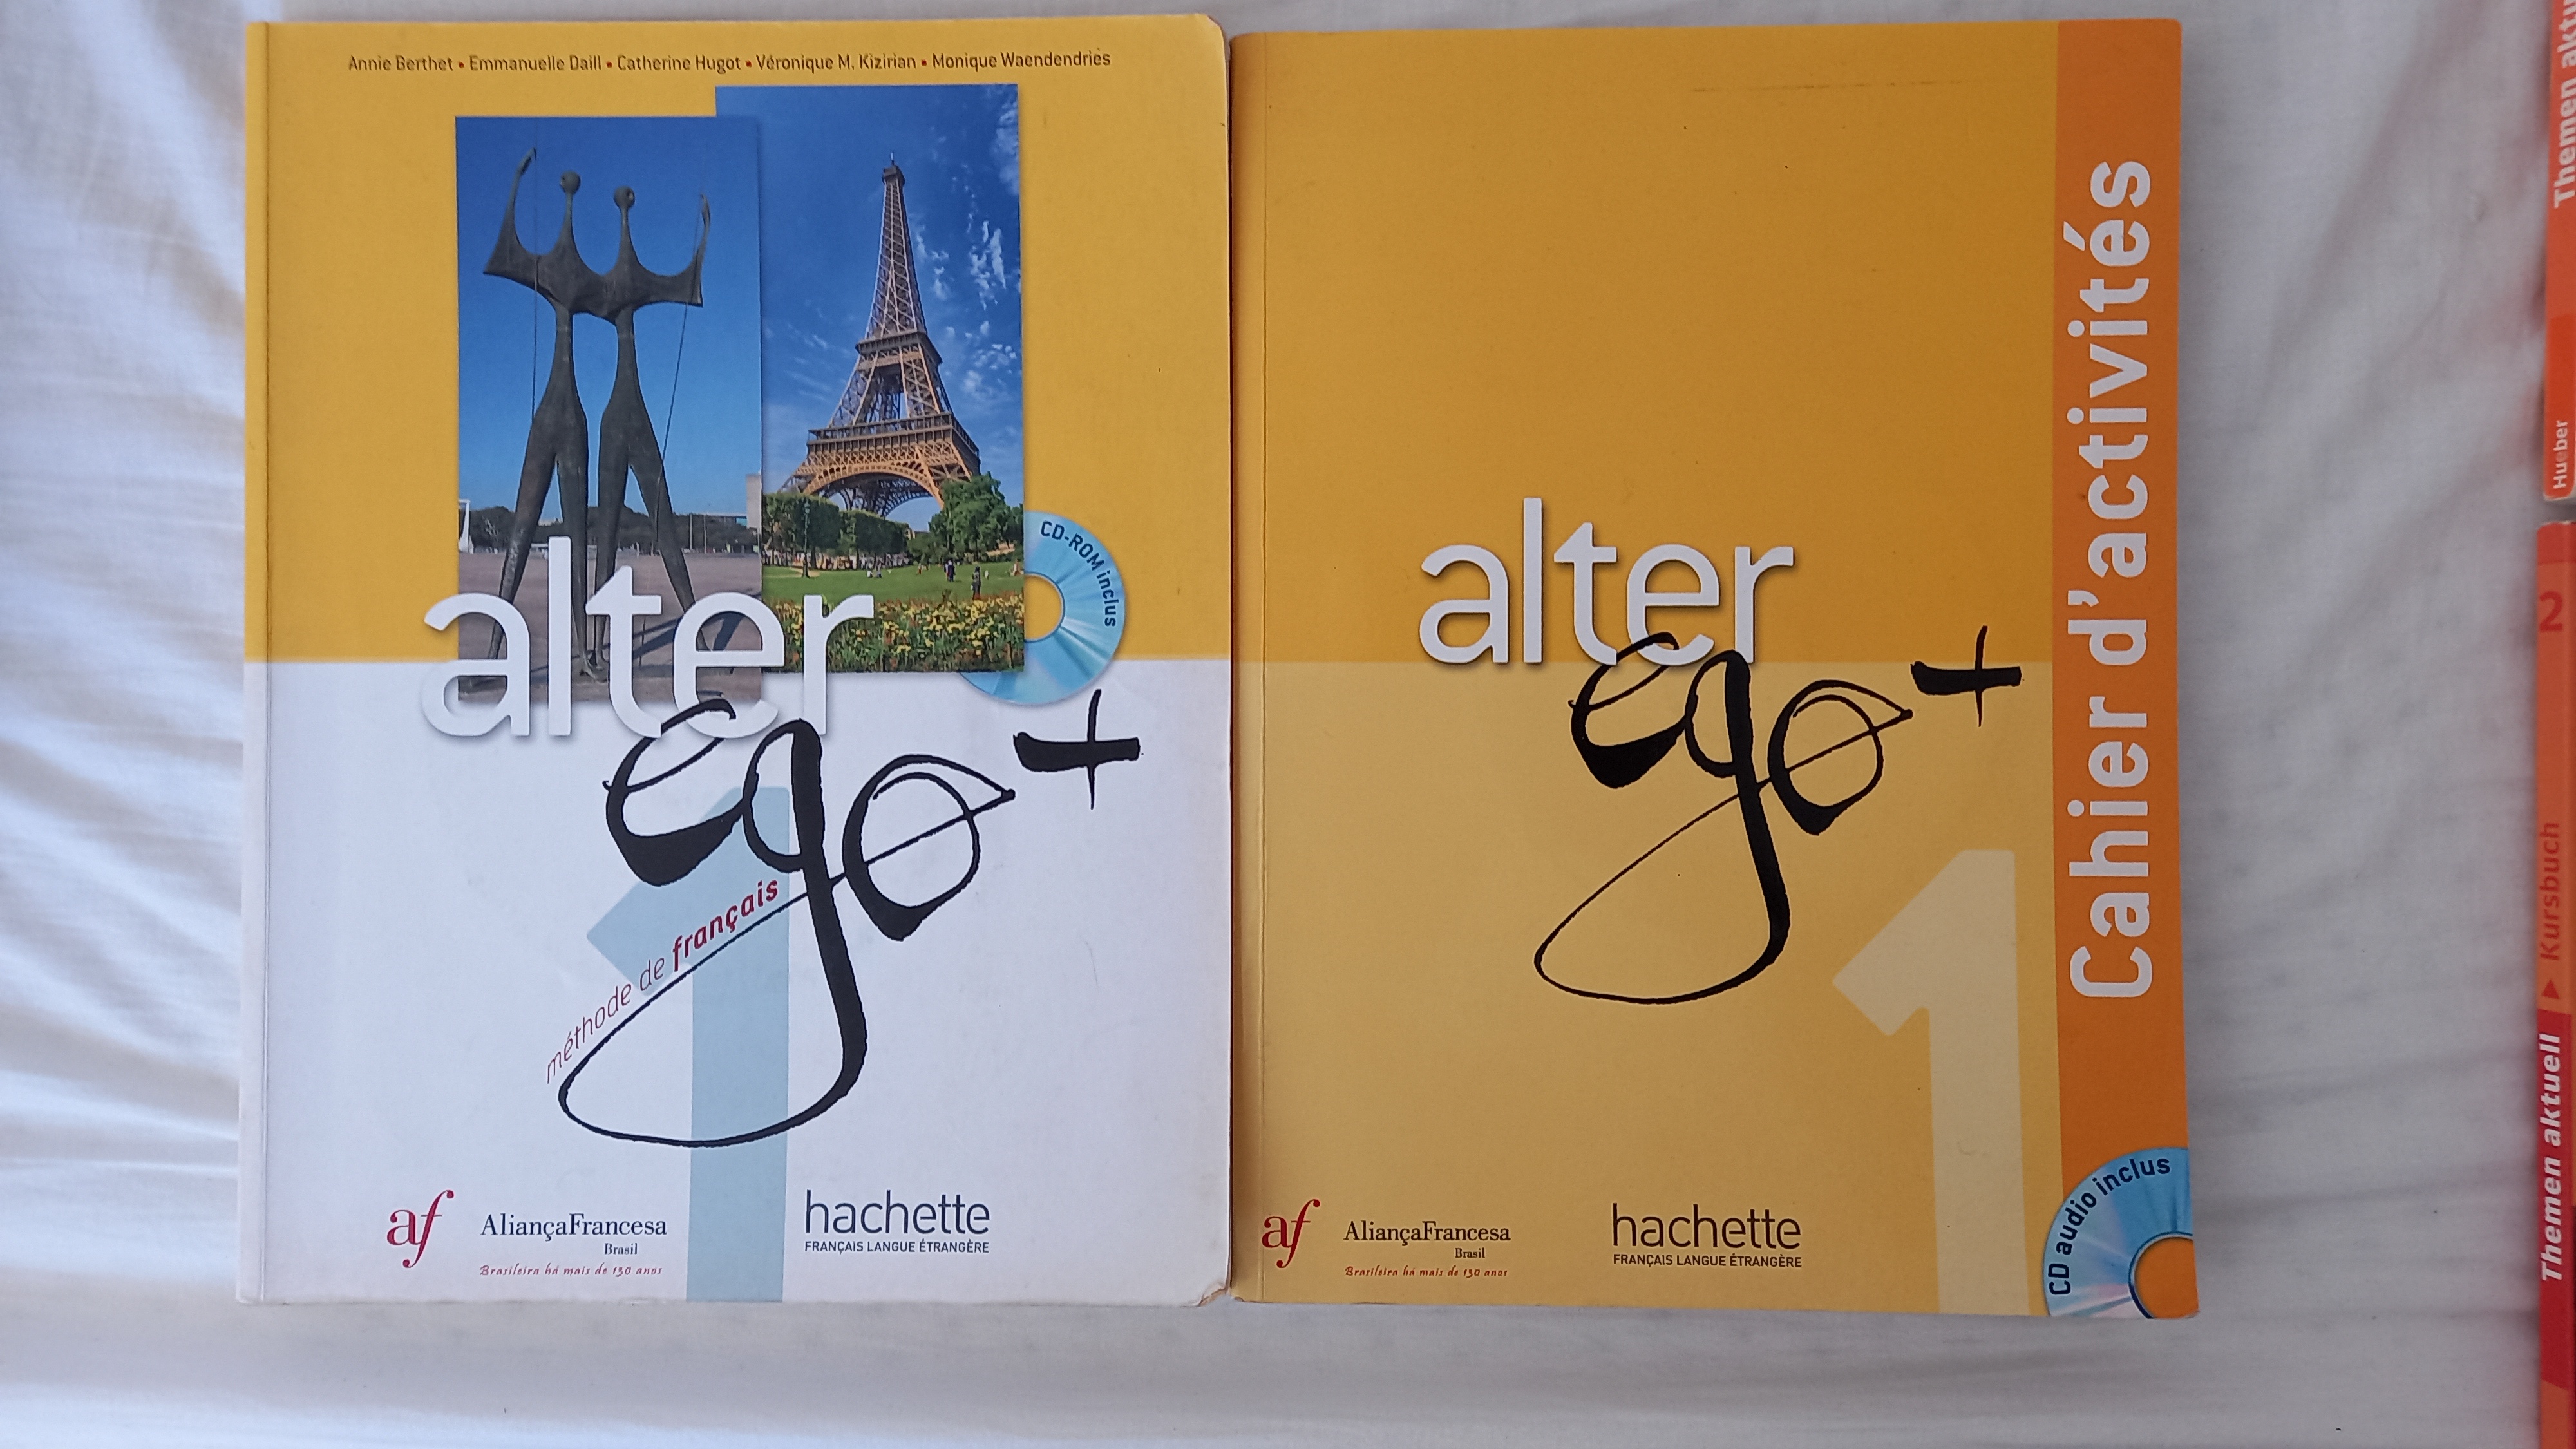 Annie Berthet • Emmanuelle Daill • Catherine Hugot • Véronique M. Kizirian • Monique Waendendries
alter
ego +
CD-ROM inclus
méthode de français
1
af
AliançaFrancesa
Brasil
Brasileira há mais de 130 anos
hachette
FRANÇAIS LANGUE ÉTRANGÈRE
alter
ego +
1
Cahier d'activités
CD audio inclus
af
AliançaFrancesa
Brasil
Brasileira há mais de 130 anos
hachette
FRANÇAIS LANGUE ÉTRANGÈRE
Themen aktuell ▶ Kursbuch 2
Hueber
Themen aktu